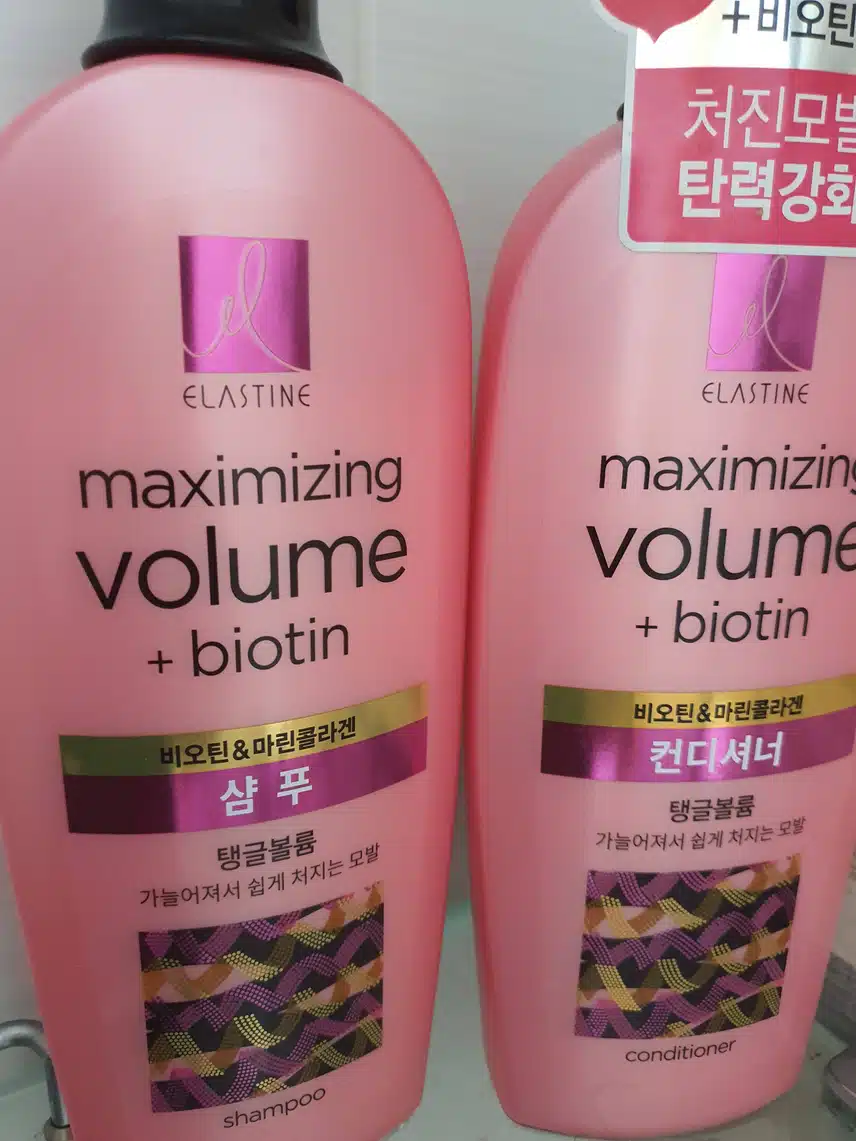 ELASTINE
maximizing
volume
+ biotin
비오틴&마린콜라겐
샴푸
탱글볼륨
가늘어져서 쉽게 처지는 모발
shampoo
+비오틴
처진모발
탄력강화
ELASTINE
maximizing
volume
+ biotin
비오틴&마린콜라겐
컨디셔너
탱글볼륨
가늘어져서 쉽게 처지는 모발
conditioner